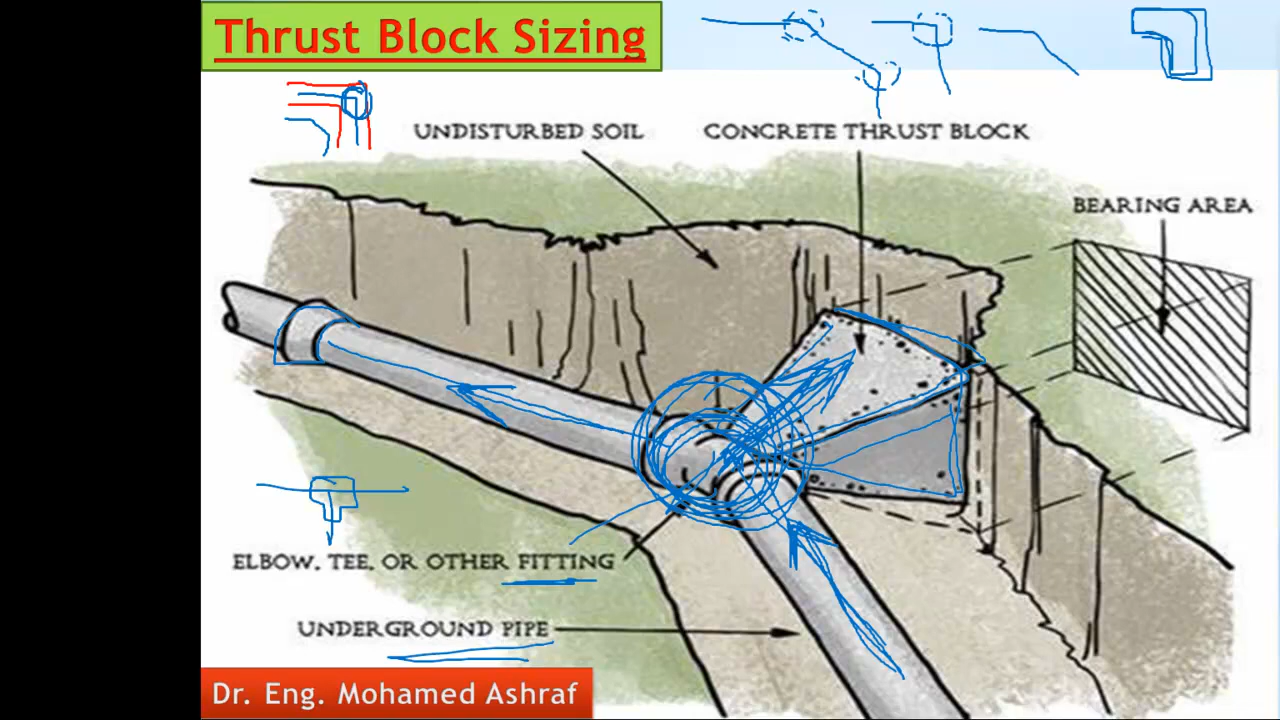 Thrust Block Sizing
UNDISTURBED SOIL
CONCRETE THRUST BLOCK
BEARING AREA
ELBOW, TEE, OR OTHER FITTING
UNDERGROUND PIPE
Dr. Eng. Mohamed Ashraf